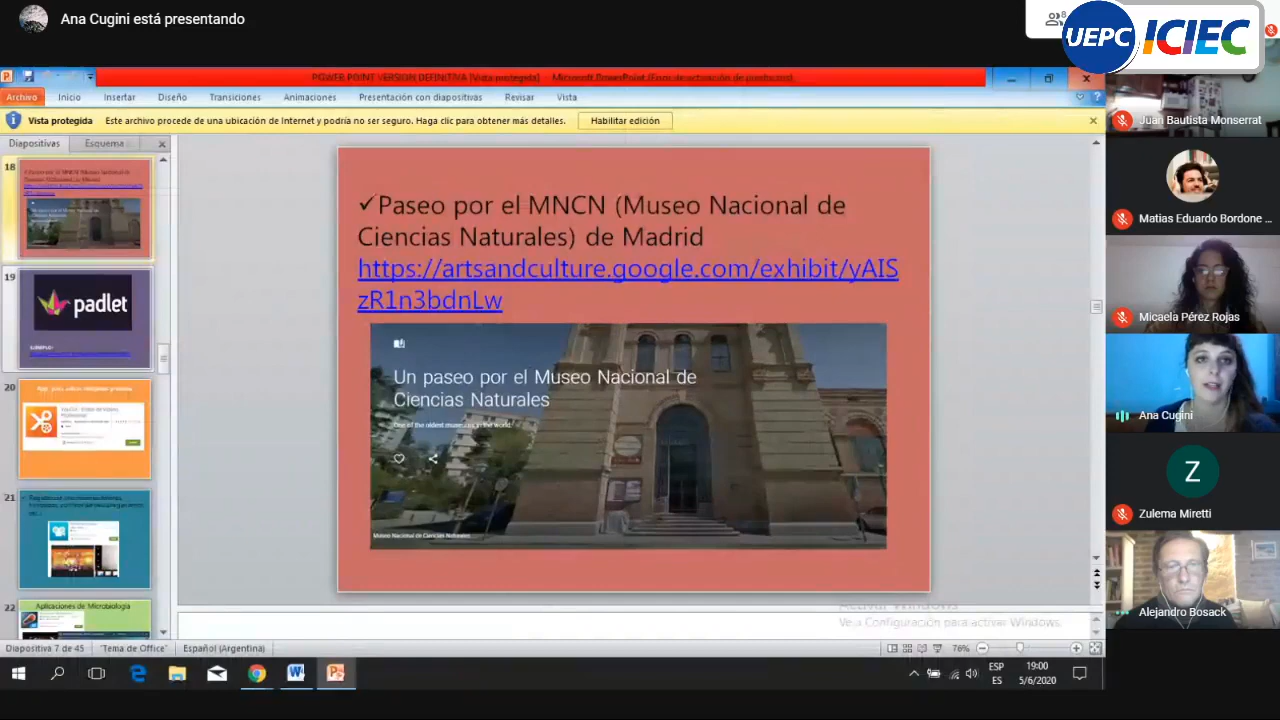 Ana Cugini está presentando
8
UEPC ICIEC
POWER POINT VERSION DEFINITIVA [Vista protegida] - Microsoft PowerPoint (Error de activación de productos)
Archivo Inicio Insertar Diseño Transiciones Animaciones Presentación con diapositivas Revisar Vista
Vista protegida Este archivo procede de una ubicación de Internet y podría no ser seguro. Haga clic para obtener más detalles. Habilitar edición
Diapositivas Esquema
18
19
padlet
20
21
22
Aplicaciones de Microbiología
✓Paseo por el MNCN (Museo Nacional de
Ciencias Naturales) de Madrid
https://artsandculture.google.com/exhibit/yAIS
zR1n3bdnLw
Un paseo por el Museo Nacional de
Ciencias Naturales
One of the oldest museums in the world
Museo Nacional de Ciencias Naturales
Juan Bautista Monserrat
Matias Eduardo Bordone ...
Micaela Pérez Rojas
Ana Cugini
Z
Zulema Miretti
Alejandro Bosack
Activar Windows
Ve a Configuración para activar Windows.
Diapositiva 7 de 45 "Tema de Office" Español (Argentina) 76%
ESP
ES
19:00
5/6/2020